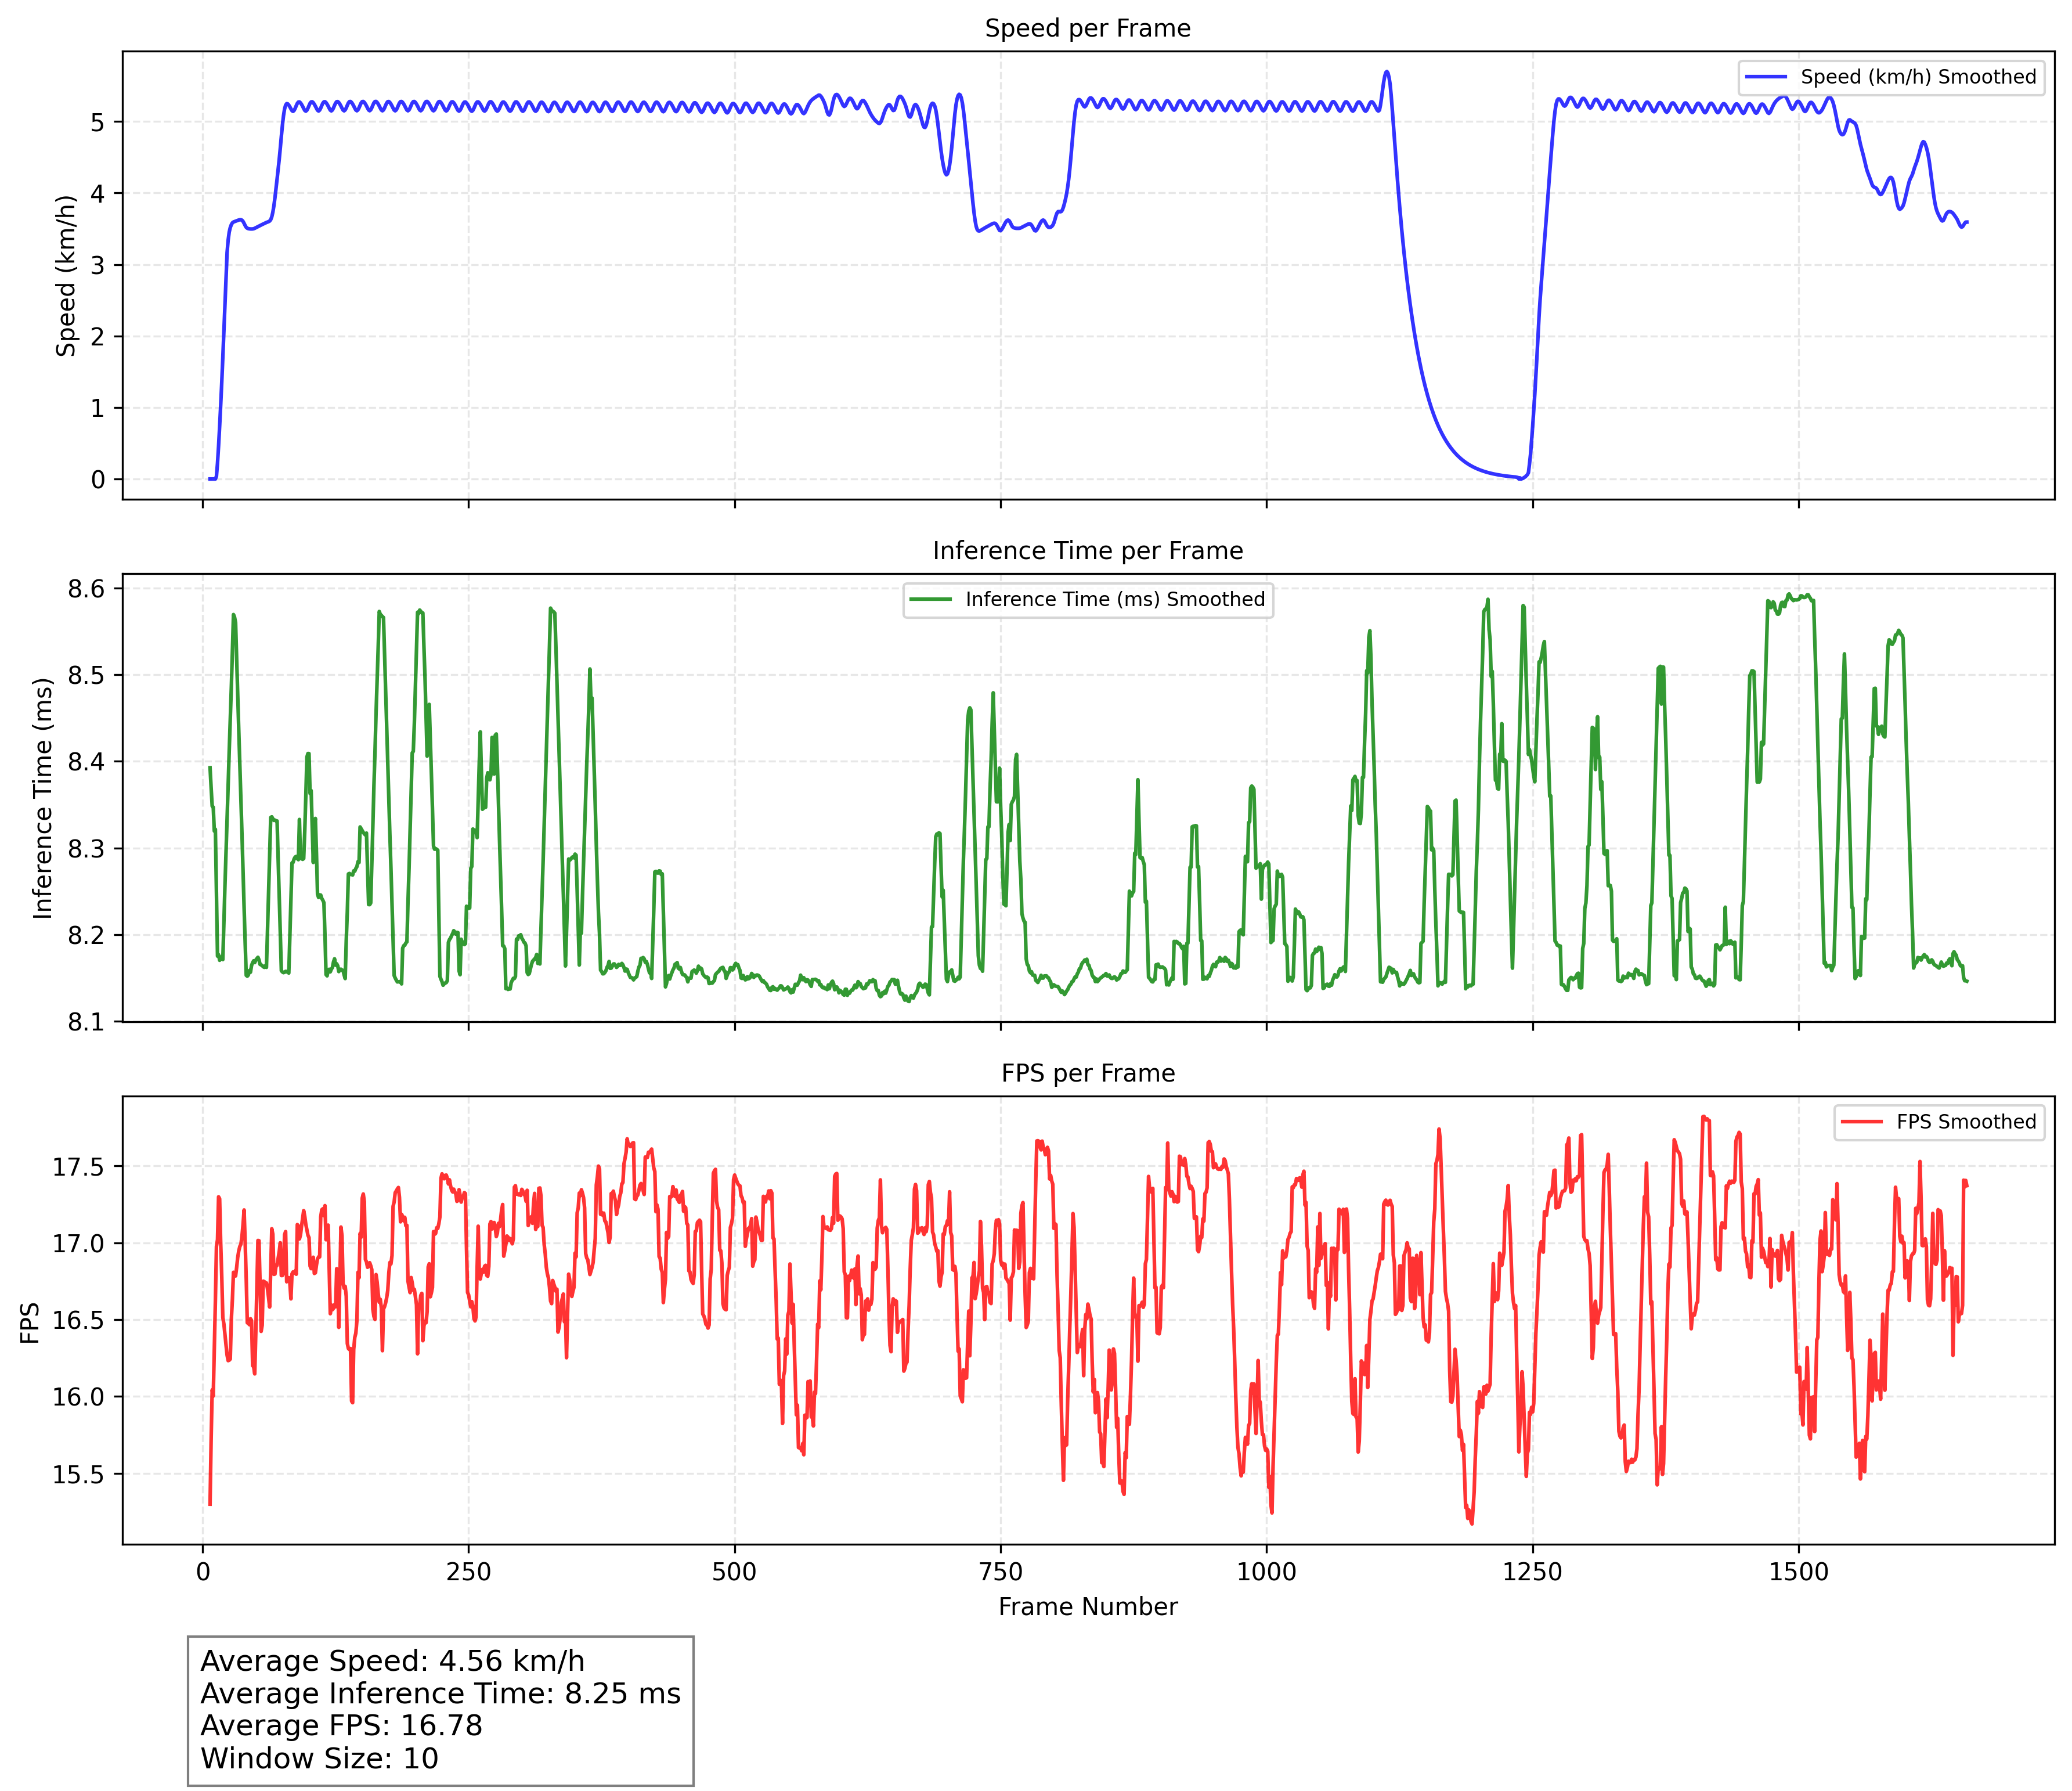 Speed per Frame
Speed (km/h) Smoothed
Speed (km/h)
5
4
3
2
1
0
Inference Time per Frame
Inference Time (ms) Smoothed
Inference Time (ms)
8.6
8.5
8.4
8.3
8.2
8.1
FPS per Frame
FPS Smoothed
FPS
17.5
17.0
16.5
16.0
15.5
0 250 500 750 1000 1250 1500
Frame Number
Average Speed: 4.56 km/h
Average Inference Time: 8.25 ms
Average FPS: 16.78
Window Size: 10